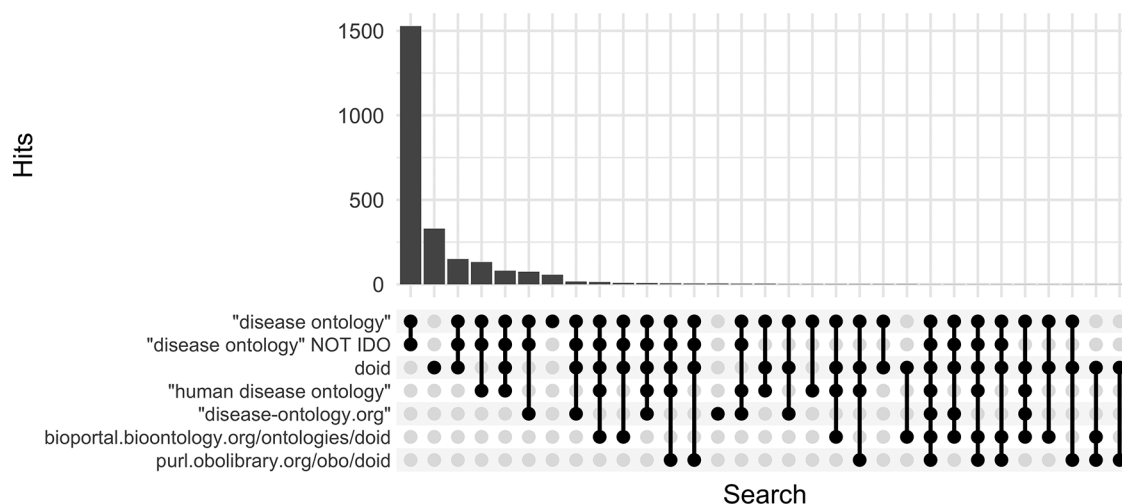 1500
1000
Hits
500
0
"disease ontology"
"disease ontology" NOT IDO
doid
"human disease ontology"
"disease-ontology.org"
bioportal.bioontology.org/ontologies/doid
purl.obolibrary.org/obo/doid
Search